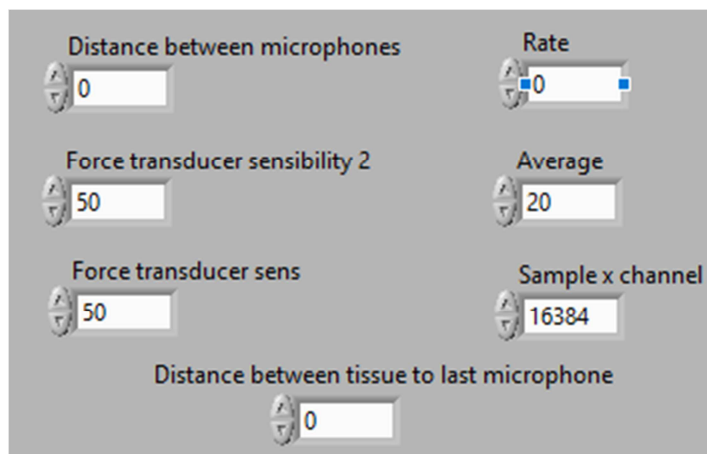 Distance between microphones
0
Rate
0
Force transducer sensibility 2
50
Average
20
Force transducer sens
50
Sample x channel
16384
Distance between tissue to last microphone
0